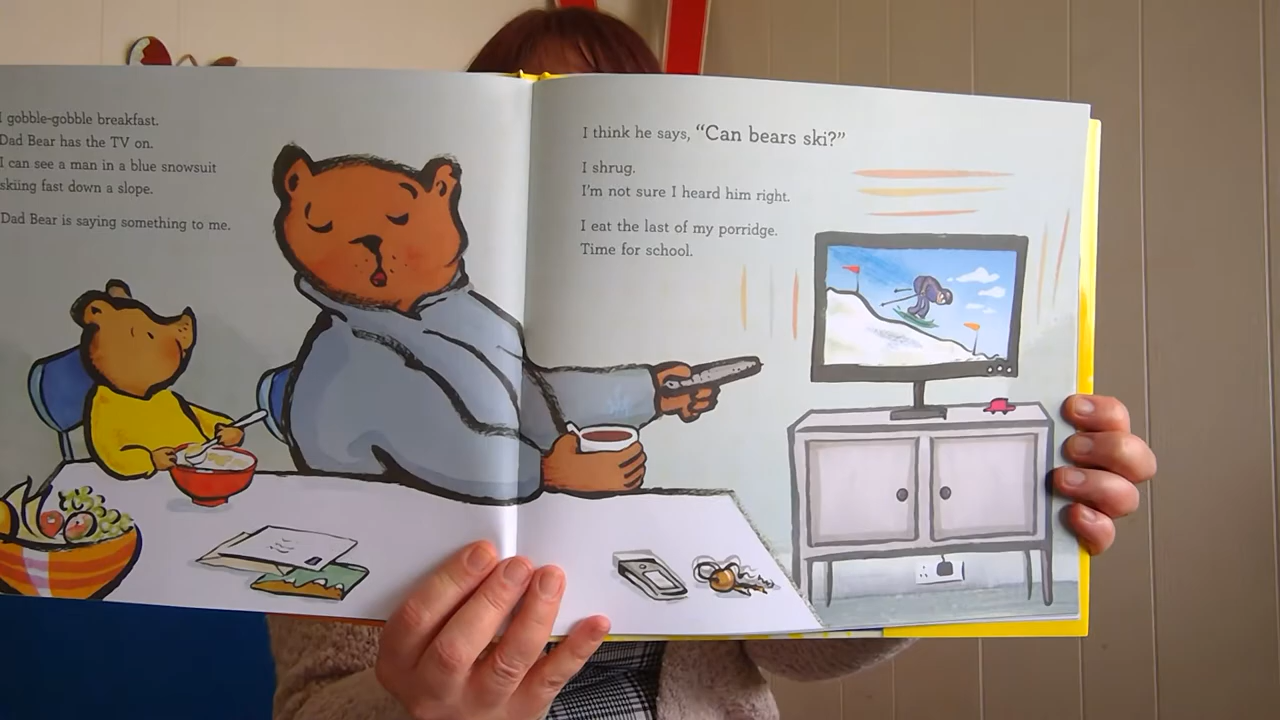 I gobble-gobble breakfast.
Dad Bear has the TV on.
I can see a man in a blue snowsuit
skiing fast down a slope.
Dad Bear is saying something to me.
I think he says, “Can bears ski?”
I shrug.
I’m not sure I heard him right.
I eat the last of my porridge.
Time for school.